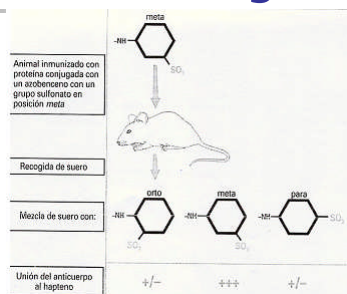 meta
-NH
SO₃
Animal inmunizado con
proteína conjugada con
un azobenceno con un
grupo sulfonato en
posición meta
Recogida de suero
orto
meta
para
Mezcla de suero con:
-NH
SO₃
-NH
SO₃
-NH
SO₃
Unión del anticuerpo
al hapteno
+/−
+++
+/−